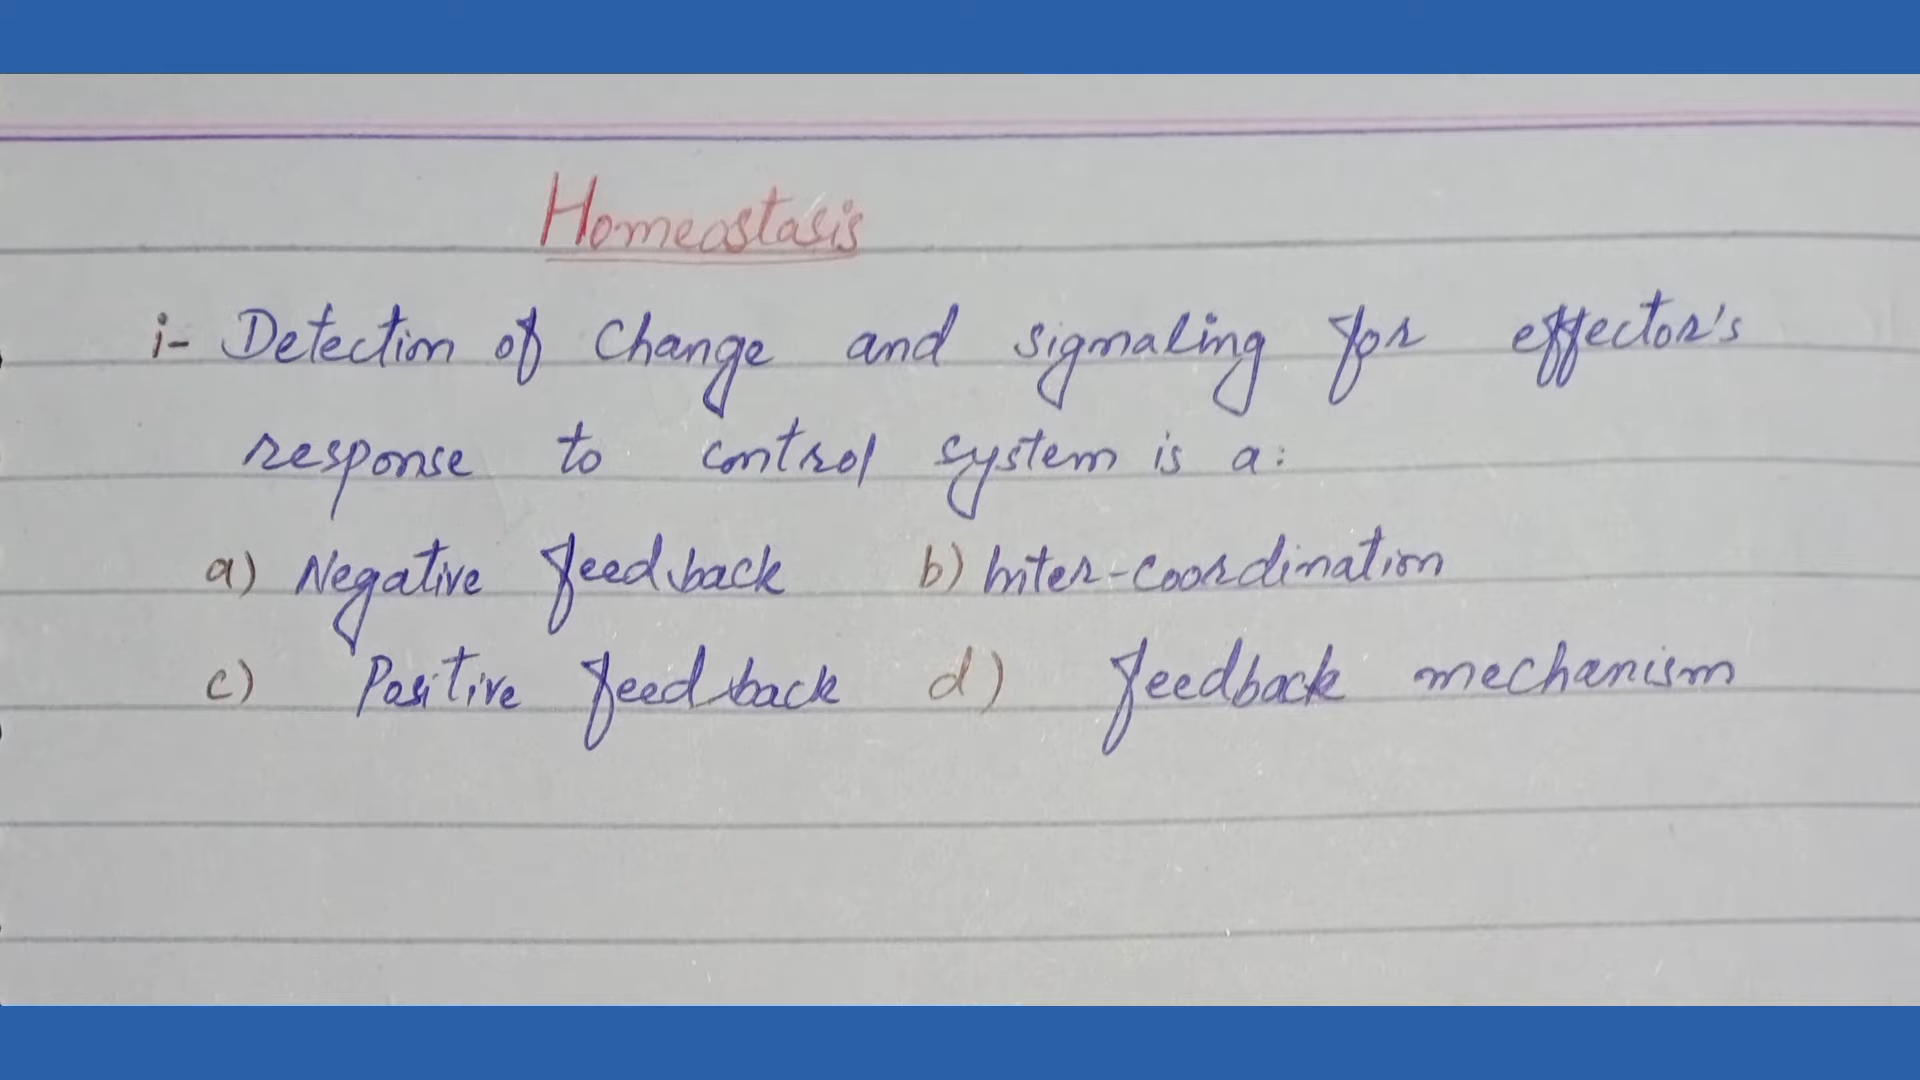 Homeostasis
i- Detection of change and signaling for effector's
response to control system is a:
a) Negative feedback b) Inter-coordination
c) Positive feedback d) feedback mechanism